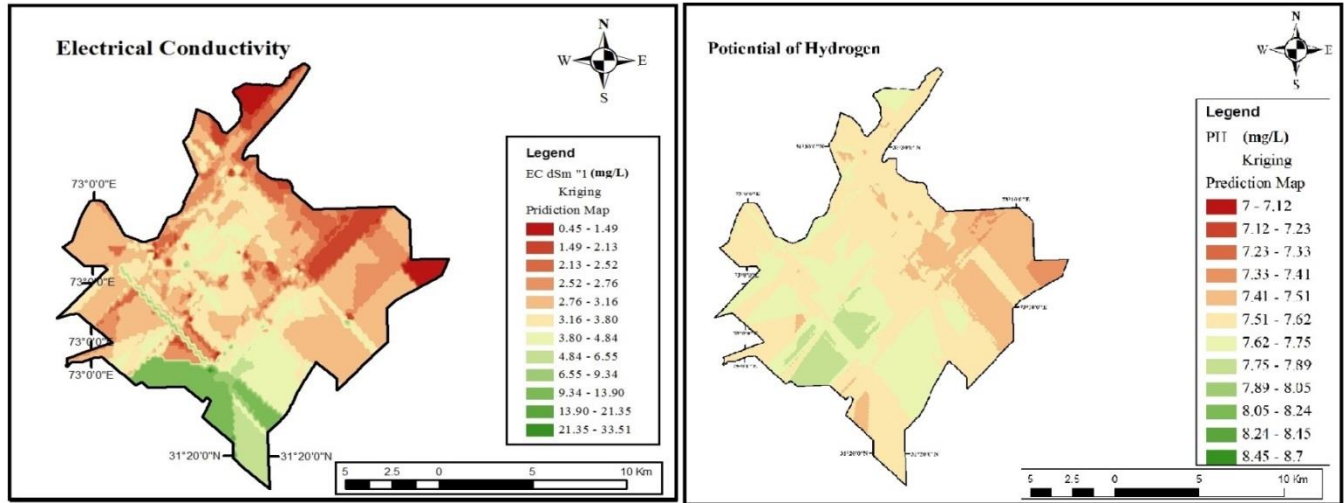 Electrical Conductivity
N
W
E
S
73°0'0"E
73°0'0"E
73°0'0"E
73°0'0"E
31°20'0"N
31°20'0"N
Legend
EC dSm "1 (mg/L)
Kriging
Pridiction Map
0.45 - 1.49
1.49 - 2.13
2.13 - 2.52
2.52 - 2.76
2.76 - 3.16
3.16 - 3.80
3.80 - 4.84
4.84 - 6.55
6.55 - 9.34
9.34 - 13.90
13.90 - 21.35
21.35 - 33.51
5 2.5 0 5 10 Km
Poticntial of Hydrogen
N
W
E
S
Legend
PH (mg/L)
Kriging
Prediction Map
7 - 7.12
7.12 - 7.23
7.23 - 7.33
7.33 - 7.41
7.41 - 7.51
7.51 - 7.62
7.62 - 7.75
7.75 - 7.89
7.89 - 8.05
8.05 - 8.24
8.24 - 8.45
8.45 - 8.7
5 2.5 0 5 10 Km